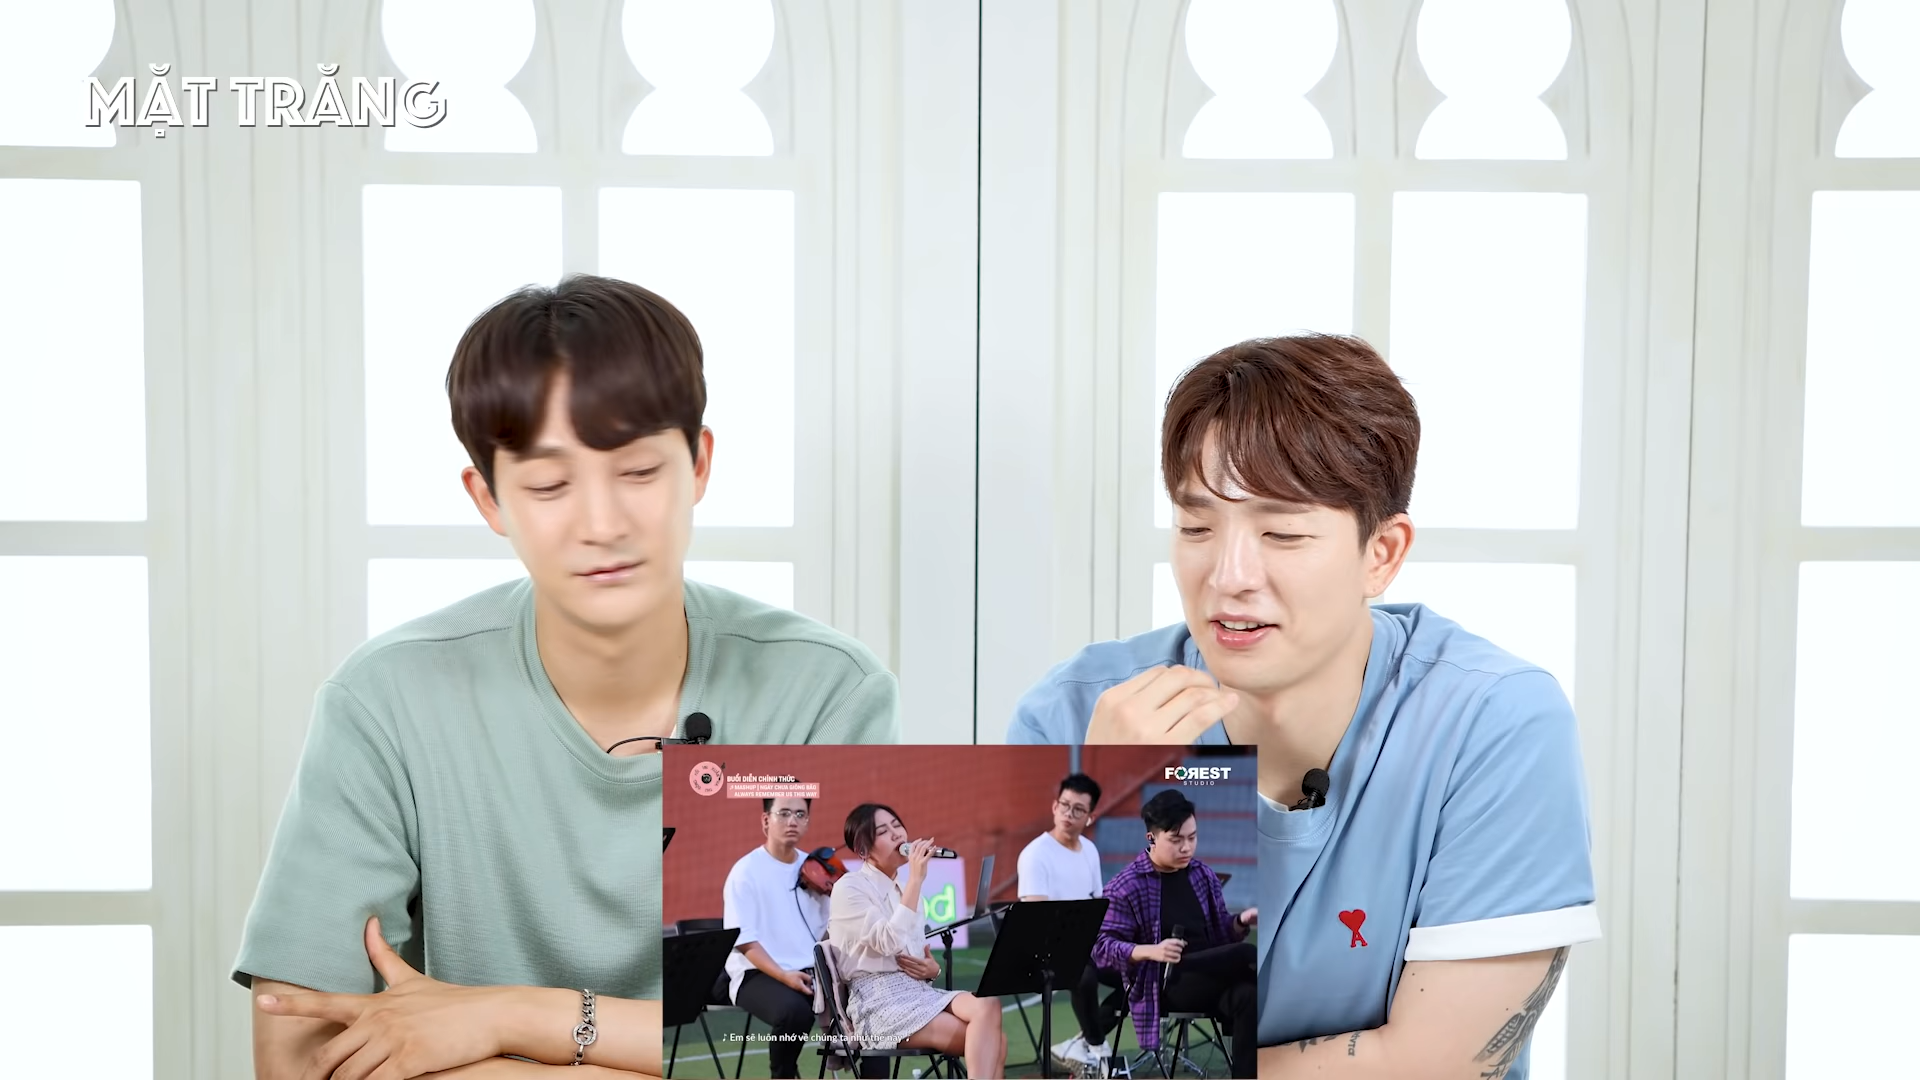 MẶT TRĂNG
BUỔI DIỄN CHÍNH THỨC
♪ MASHUP | NGÀY CHƯA GIÔNG BÃO
ALWAYS REMEMBER US THIS WAY
FOREST
STUDIO
♪ Em sẽ luôn nhớ về chúng ta như thế này ♪